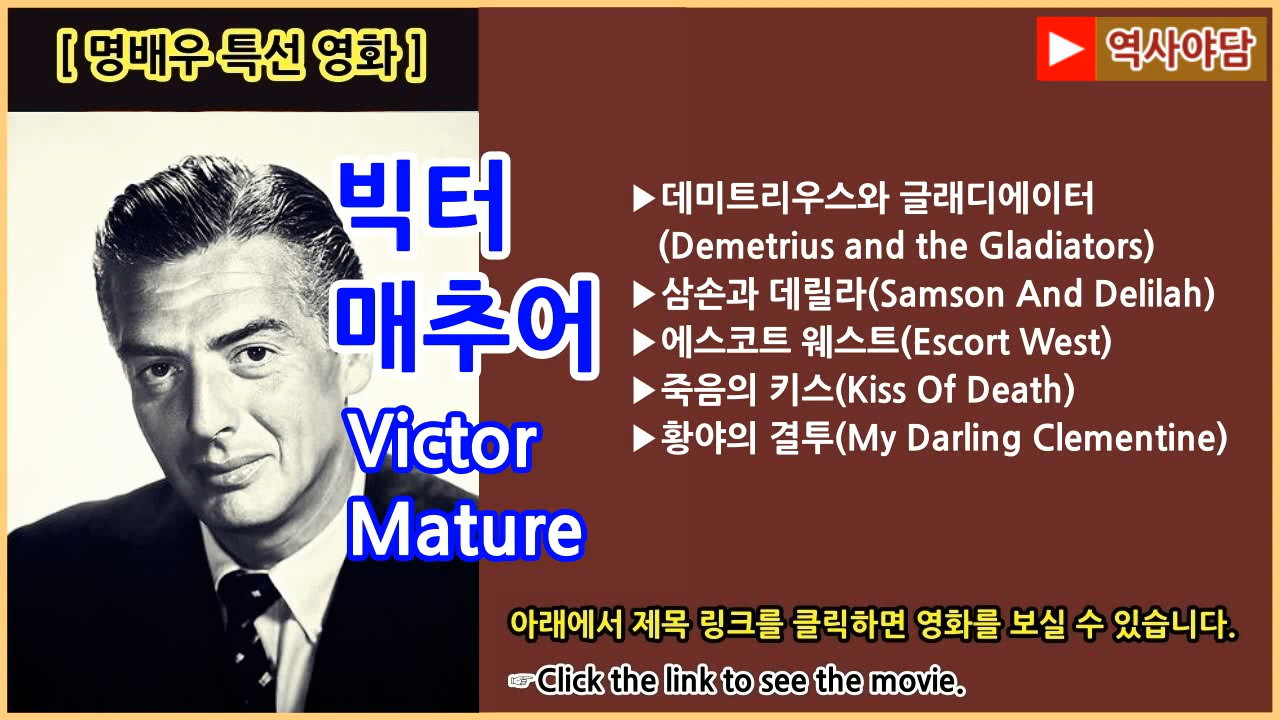 [ 명배우 특선 영화 ]
역사야담
빅터
매추어
Victor
Mature
▶데미트리우스와 글래디에이터
(Demetrius and the Gladiators)
▶삼손과 데릴라(Samson And Delilah)
▶에스코트 웨스트(Escort West)
▶죽음의 키스(Kiss Of Death)
▶황야의 결투(My Darling Clementine)
아래에서 제목 링크를 클릭하면 영화를 보실 수 있습니다.
☞Click the link to see the movie.